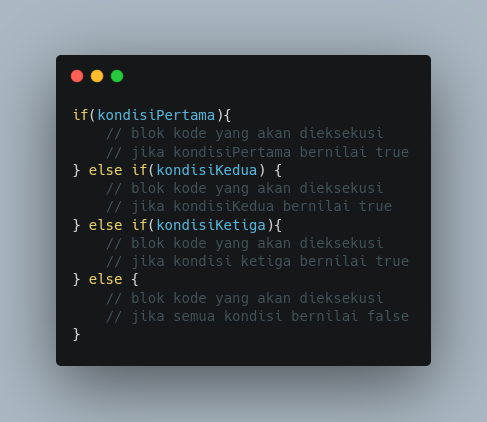 if(kondisiPertama){
    // blok kode yang akan dieksekusi
    // jika kondisiPertama bernilai true
} else if(kondisiKedua) {
    // blok kode yang akan dieksekusi
    // jika kondisiKedua bernilai true
} else if(kondisiKetiga){
    // blok kode yang akan dieksekusi
    // jika kondisi ketiga bernilai true
} else {
    // blok kode yang akan dieksekusi
    // jika semua kondisi bernilai false
}